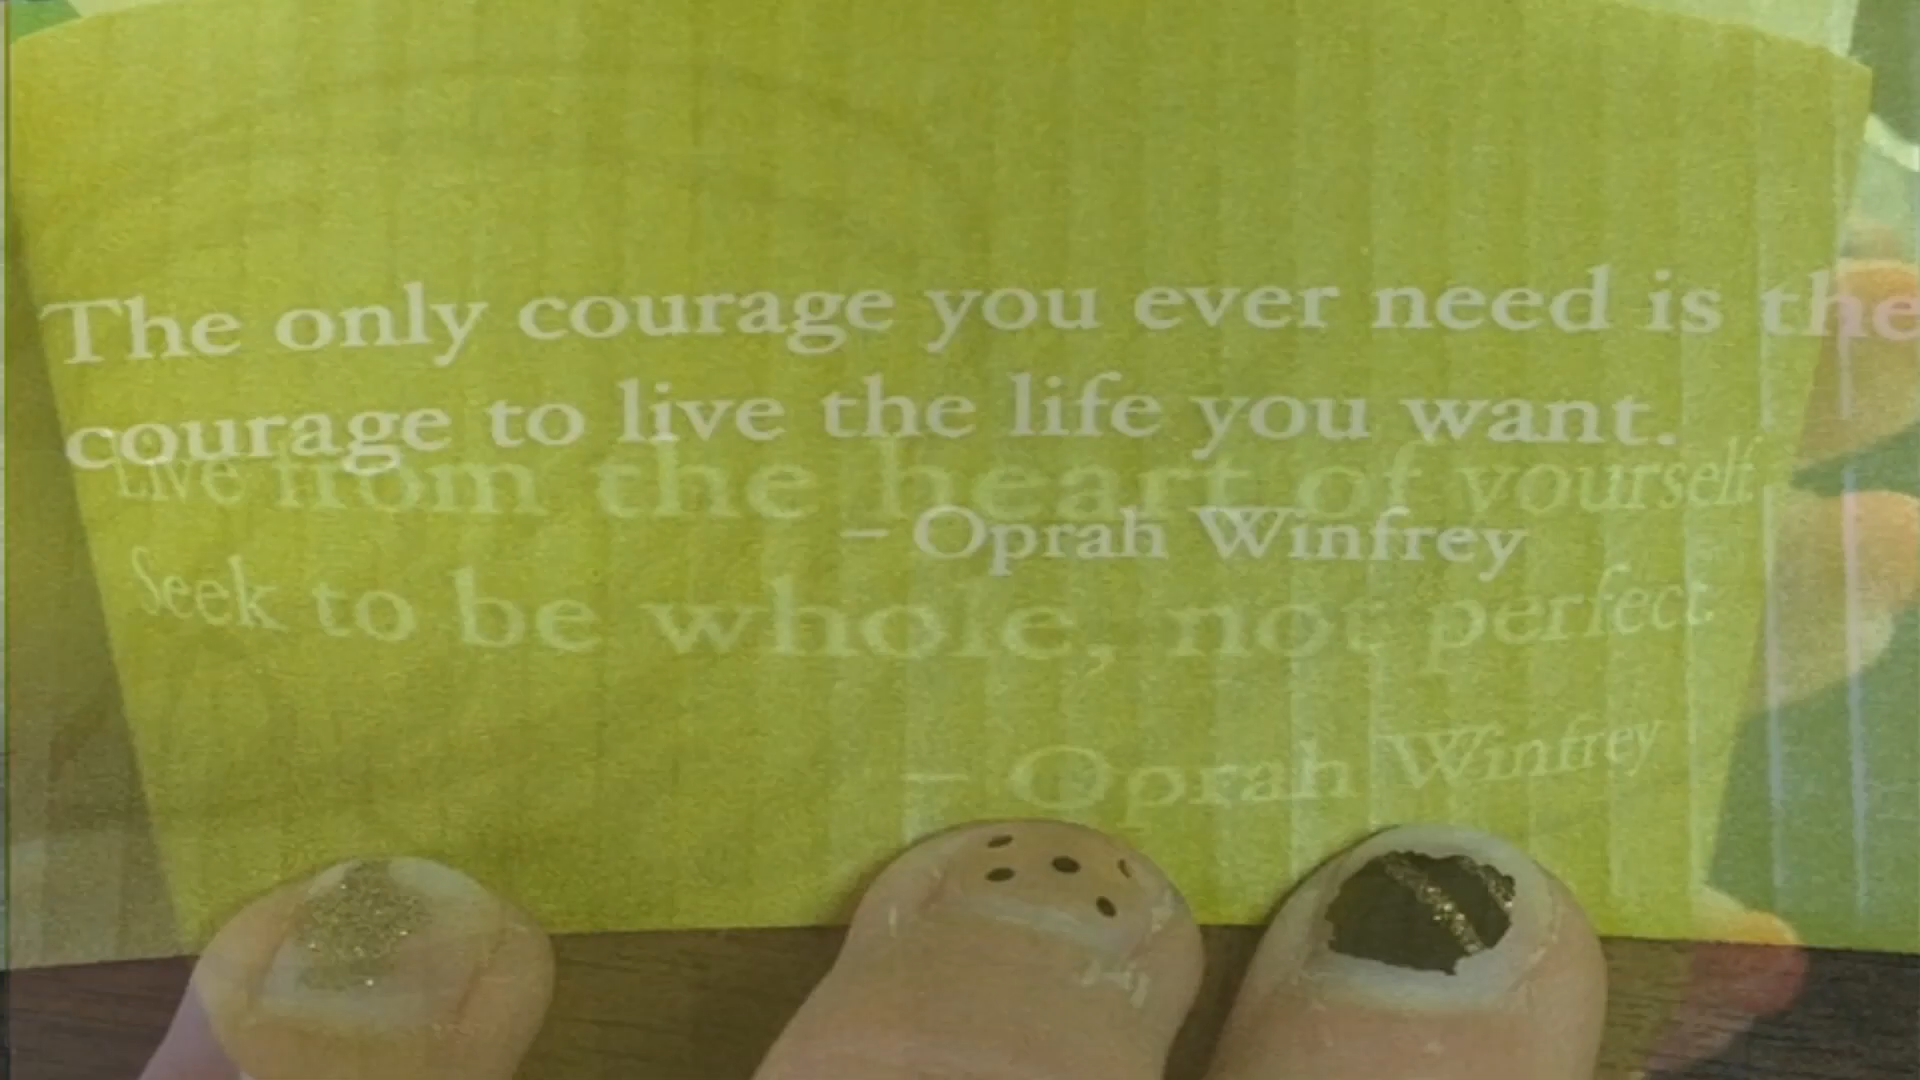 The only courage you ever need is the
courage to live the life you want.
– Oprah Winfrey
Live from the heart of yourself.
Seek to be whole, not perfect.
– Oprah Winfrey